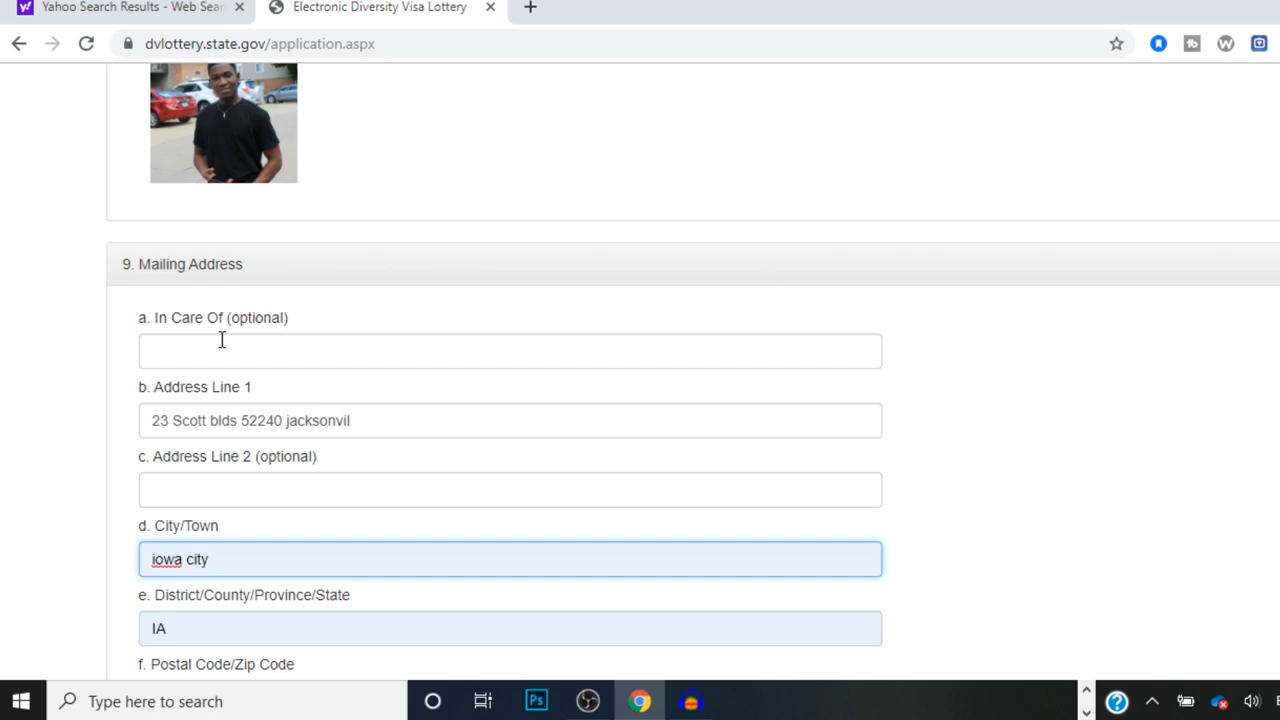 Yahoo Search Results - Web Sear
Electronic Diversity Visa Lottery
dvlottery.state.gov/application.aspx
9. Mailing Address
a. In Care Of (optional)
b. Address Line 1
23 Scott blds 52240 jacksonvil
c. Address Line 2 (optional)
d. City/Town
iowa city
e. District/County/Province/State
IA
f. Postal Code/Zip Code
Type here to search
Ps